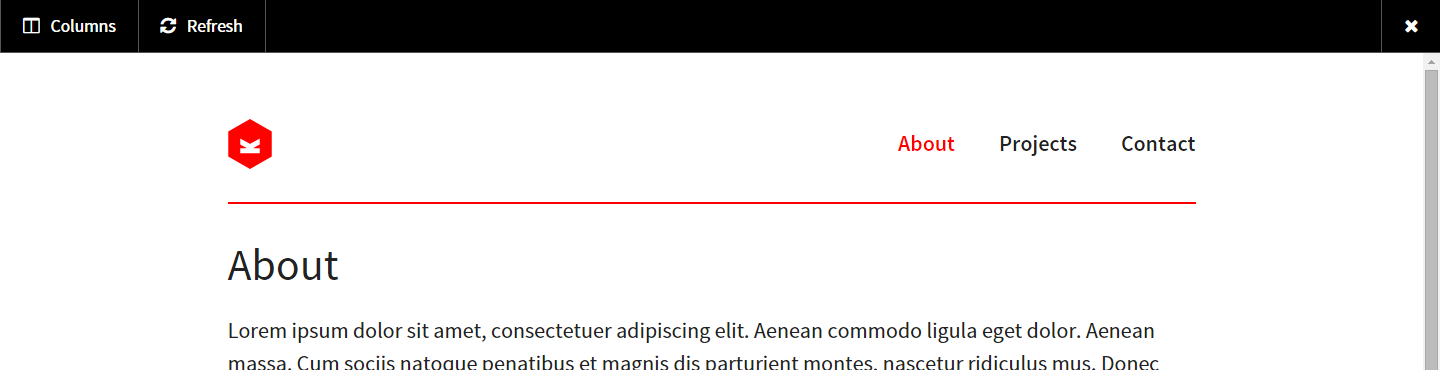 Columns Refresh
About Projects Contact
About
Lorem ipsum dolor sit amet, consectetuer adipiscing elit. Aenean commodo ligula eget dolor. Aenean
massa. Cum sociis natoque penatibus et magnis dis parturient montes, nascetur ridiculus mus. Donec